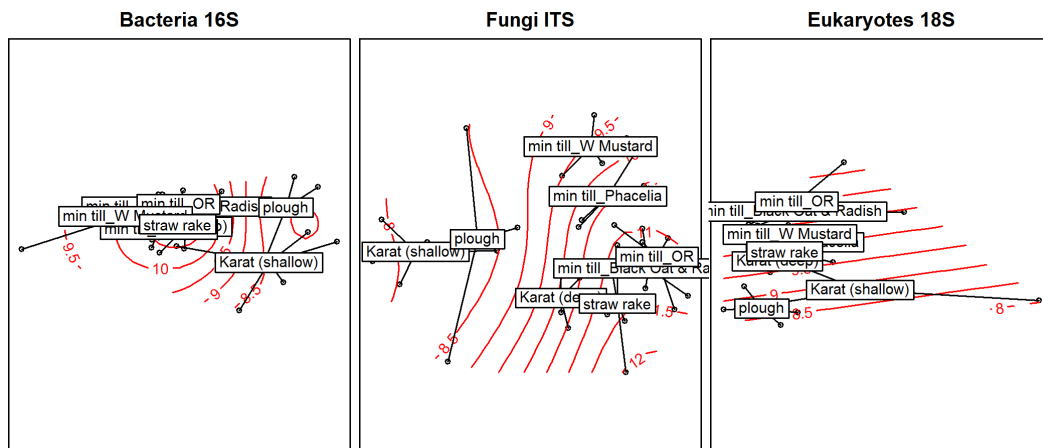 Bacteria 16S
Fungi ITS
Eukaryotes 18S
min till_OR
Radish
plough
min till_W Mustard
straw rake
Karat (shallow)
9.5
10
9
8.5
min till_W Mustard
min till_Phacelia
plough
Karat (shallow)
min till_OR
min till_Black Oat & Ra
Karat (de
straw rake
9
9.5
11
8.5
12
min till_OR
min till_Black Oat & Radish
min till_W Mustard
straw rake
Karat (deep)
Karat (shallow)
plough
9
8.5
8